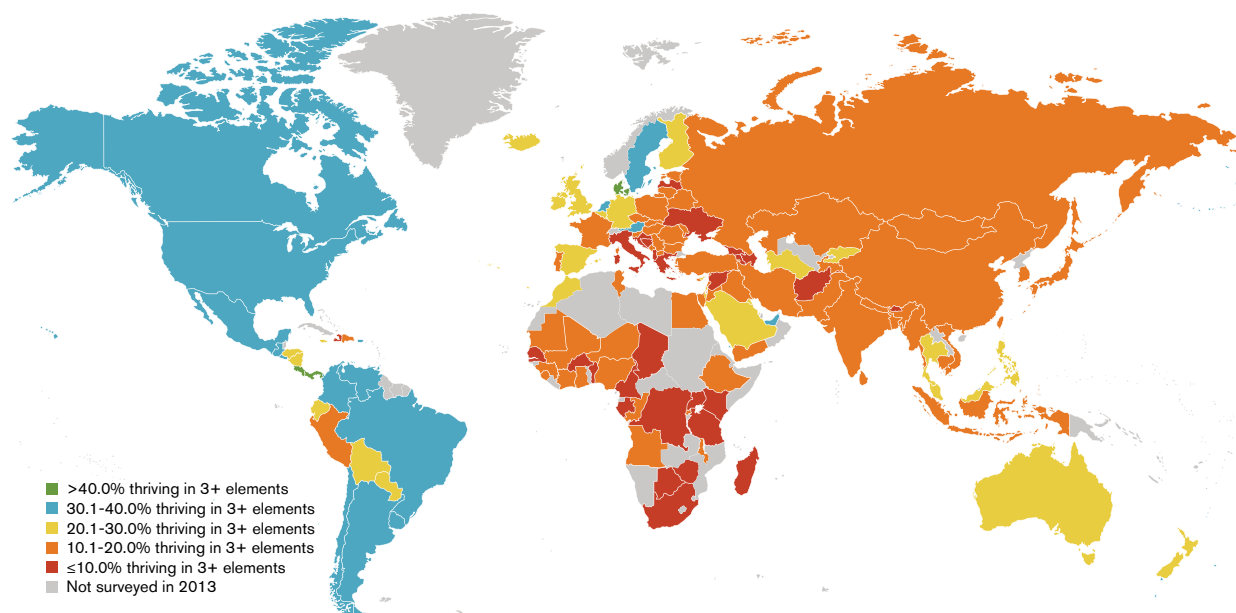 >40.0% thriving in 3+ elements
30.1-40.0% thriving in 3+ elements
20.1-30.0% thriving in 3+ elements
10.1-20.0% thriving in 3+ elements
≤10.0% thriving in 3+ elements
Not surveyed in 2013